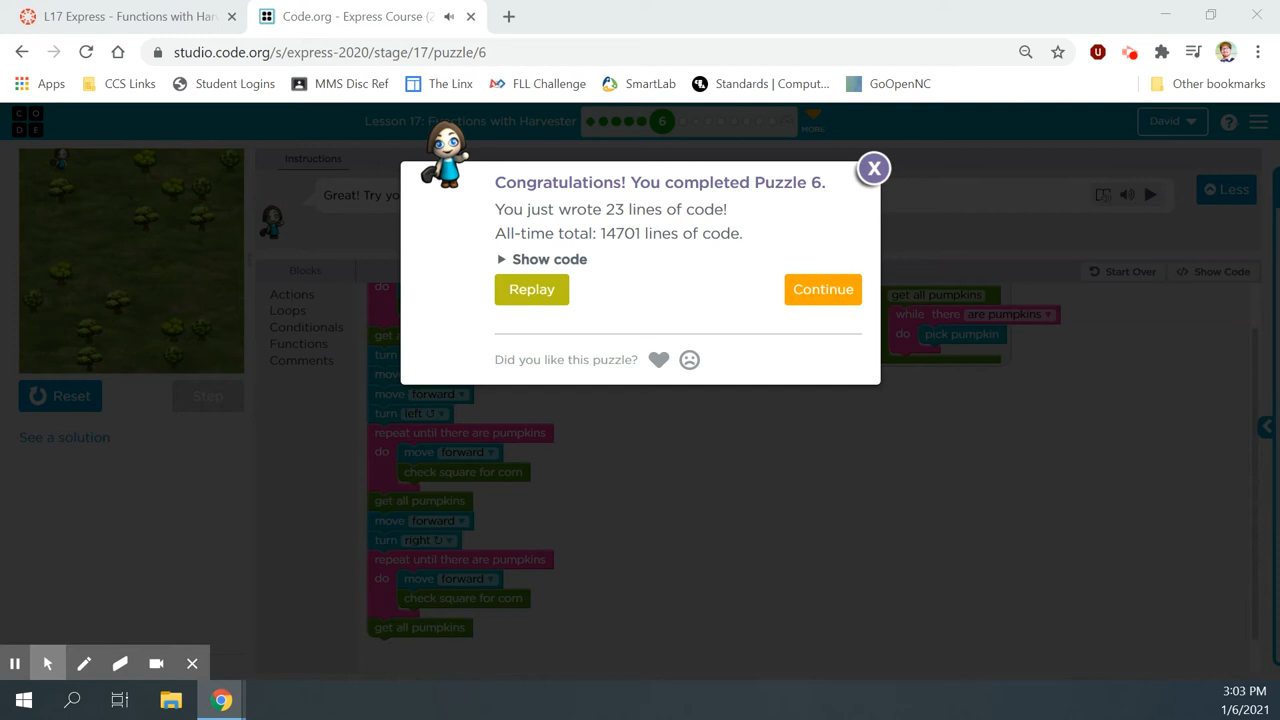 L17 Express - Functions with Har
Code.org - Express Course (2
studio.code.org/s/express-2020/stage/17/puzzle/6
Apps
CCS Links
Student Logins
MMS Disc Ref
The Linx
FLL Challenge
SmartLab
Standards | Comput...
GoOpenNC
Other bookmarks
CO
DE
Lesson 17: Functions with Harvester
6
MORE
David
Instructions
Great! Try yo
Less
Congratulations! You completed Puzzle 6.
You just wrote 23 lines of code!
All-time total: 14701 lines of code.
Show code
Replay
Continue
Did you like this puzzle?
X
Blocks
Start Over
Show Code
Actions
Loops
Conditionals
Functions
Comments
Reset
Step
See a solution
do
get a
turn
mov
move forward
turn left
repeat until there are pumpkins
do move forward
check square for corn
get all pumpkins
move forward
turn right
repeat until there are pumpkins
do move forward
check square for corn
get all pumpkins
get all pumpkins
while there are pumpkins
do pick pumpkin
3:03 PM
1/6/2021